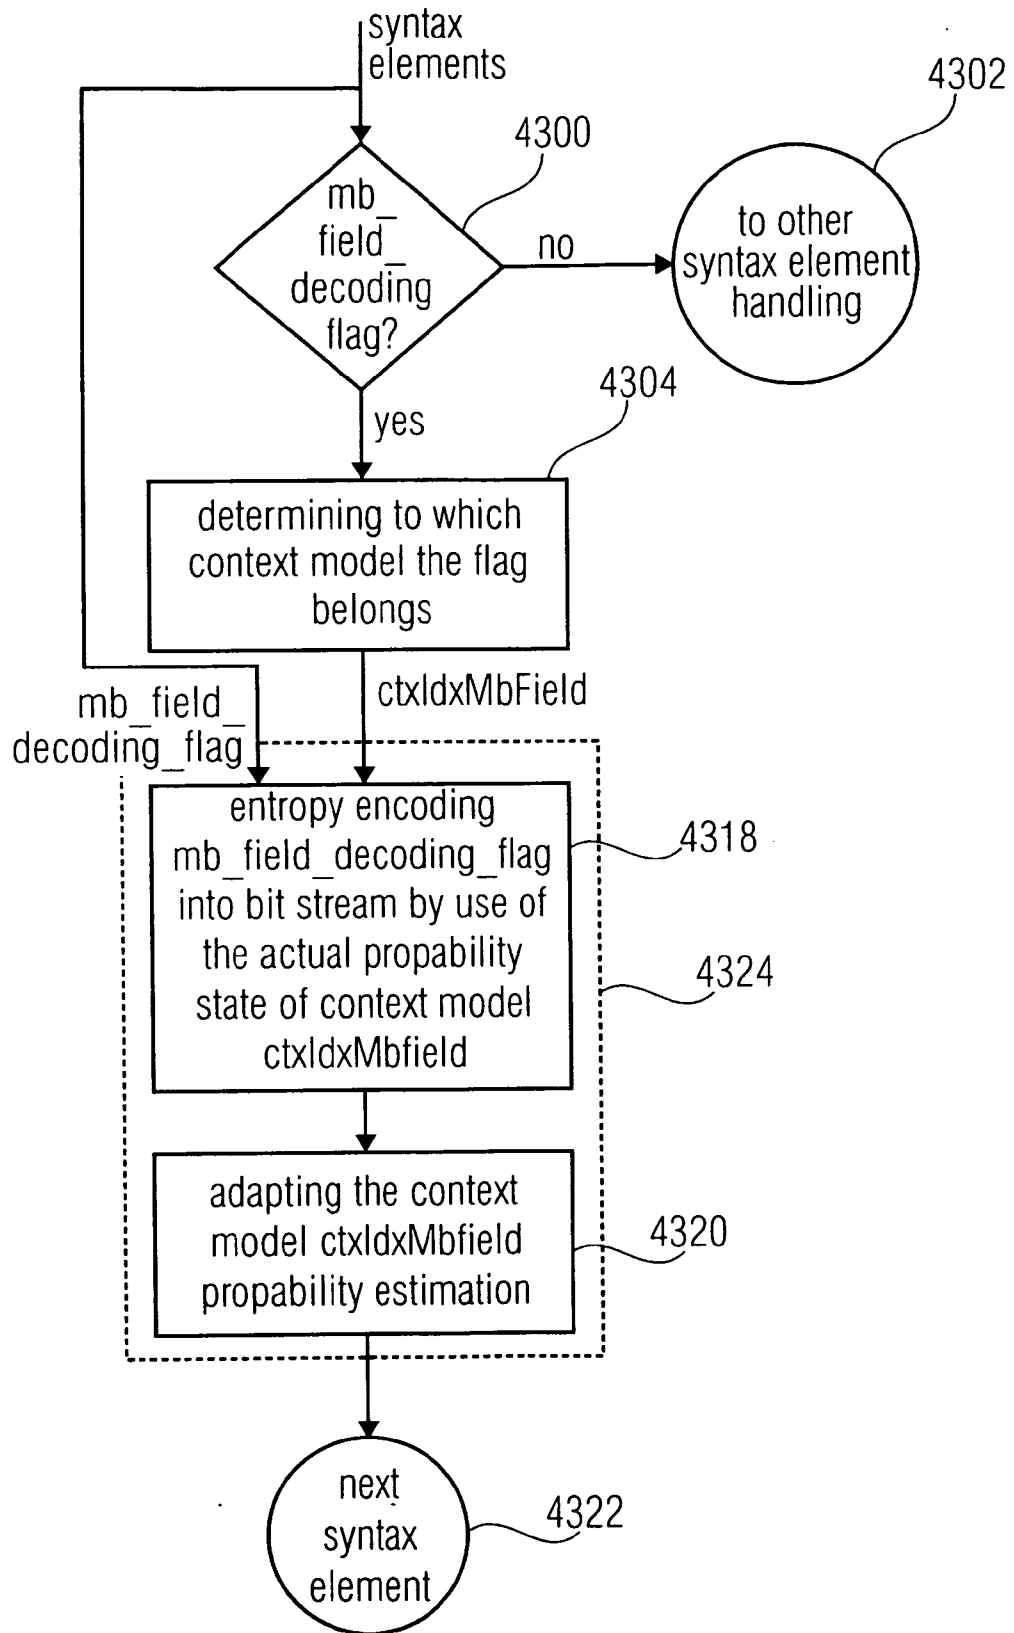 syntax
elements
4302
4300
mb_
field_
decoding
flag?
no
to other
syntax element
handling
4304
yes
determining to which
context model the flag
belongs
ctxIdxMbField
mb_field_
decoding_flag
entropy encoding
mb_field_decoding_flag
into bit stream by use of
the actual propability
state of context model
ctxIdxMbfield
4318
4324
adapting the context
model ctxIdxMbfield
propability estimation
4320
next
syntax
element
4322